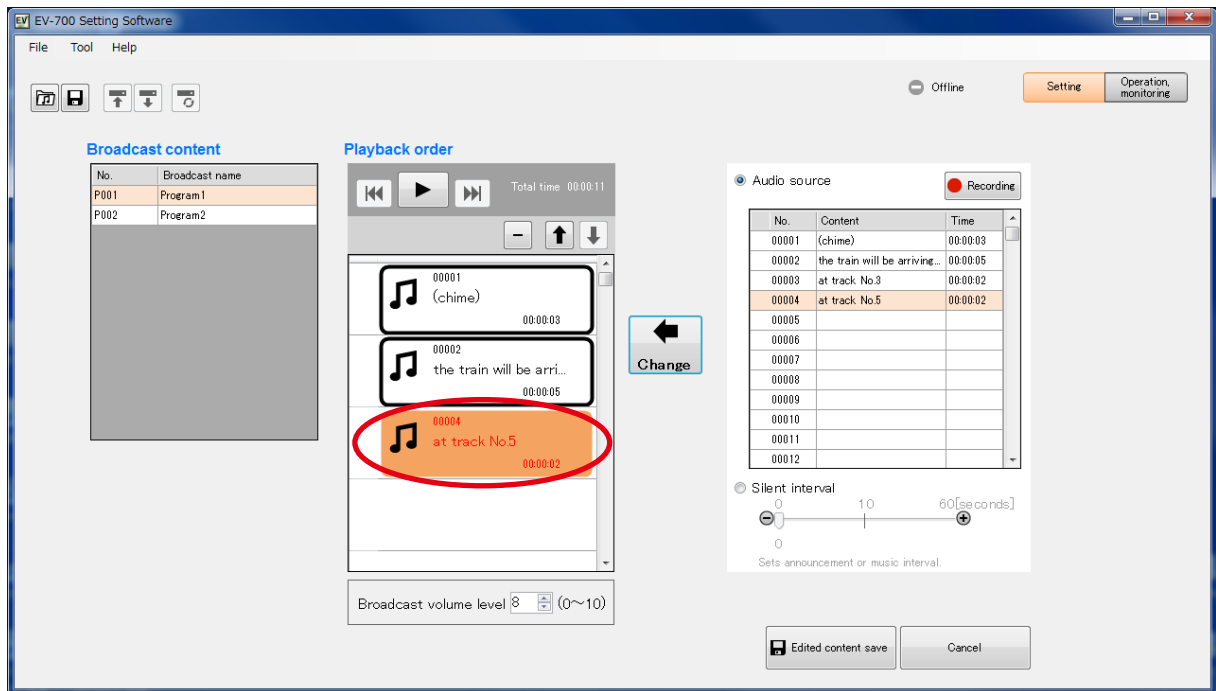 EV EV-700 Setting Software
File Tool Help
Offline
Setting
Operation,
monitoring
Broadcast content
No. Broadcast name
P001 Program1
P002 Program2
Playback order
Total time 00:00:11
00001
(chime)
00:00:03
00002
the train will be arri...
00:00:05
00004
at track No.5
00:00:02
Broadcast volume level 8 (0～10)
Change
Audio source
Recording
No. Content Time
00001 (chime) 00:00:03
00002 the train will be arriving... 00:00:05
00003 at track No.3 00:00:02
00004 at track No.5 00:00:02
00005
00006
00007
00008
00009
00010
00011
00012
Silent interval
0 10 60[seconds]
0
Sets announcement or music interval.
Edited content save
Cancel